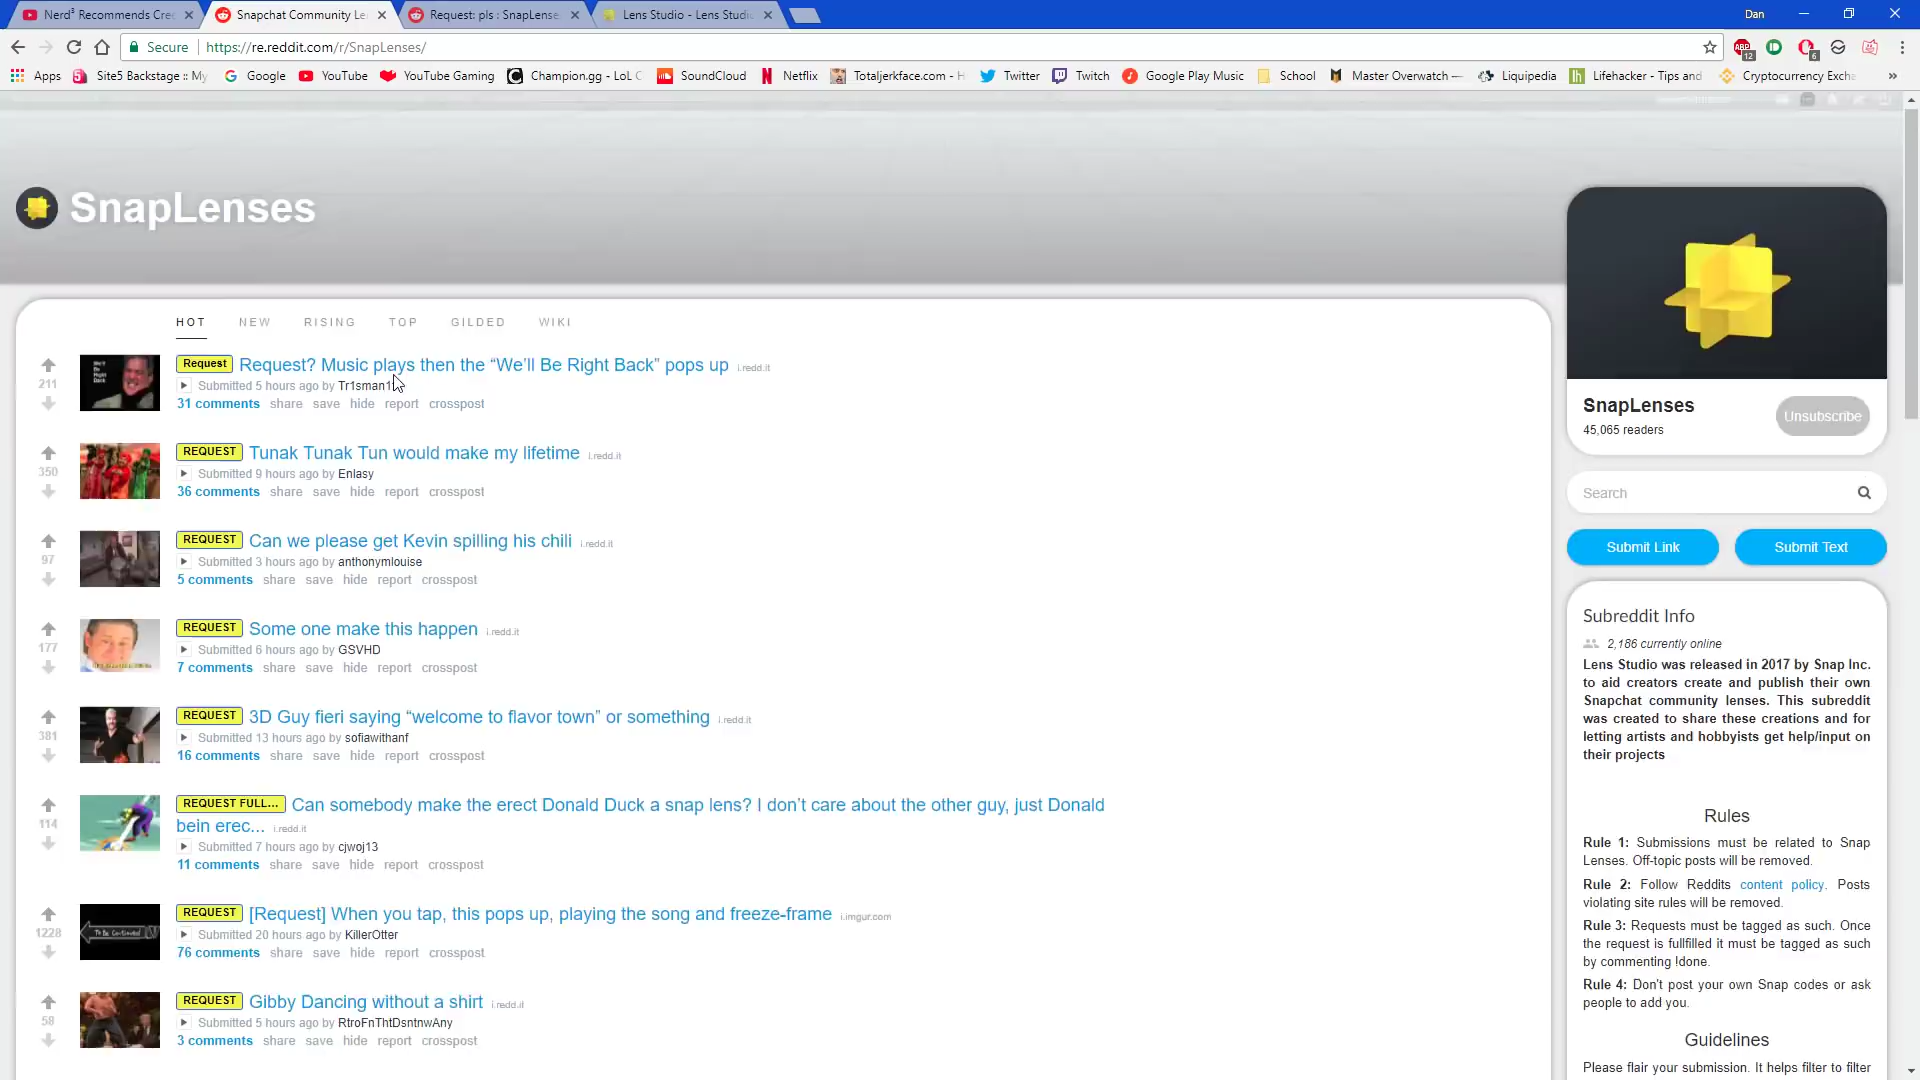 Nerd³ Recommends Cre
Snapchat Community Le
Request: pls : SnapLense
Lens Studio - Lens Studi
Dan
Secure
https://re.reddit.com/r/SnapLenses/
12
6
Apps
Site5 Backstage :: My
Google
YouTube
YouTube Gaming
Champion.gg - LoL C
SoundCloud
Netflix
Totaljerkface.com - H
Twitter
Twitch
Google Play Music
School
Master Overwatch —
Liquipedia
Lifehacker - Tips and
Cryptocurrency Excha
»
SnapLenses
HOT NEW RISING TOP GILDED WIKI
211
We'll Be Right Back
Request Request? Music plays then the “We’ll Be Right Back” pops up i.redd.it
Submitted 5 hours ago by Tr1sman1
31 comments share save hide report crosspost
350
REQUEST Tunak Tunak Tun would make my lifetime i.redd.it
Submitted 9 hours ago by Enlasy
36 comments share save hide report crosspost
97
REQUEST Can we please get Kevin spilling his chili i.redd.it
Submitted 3 hours ago by anthonymlouise
5 comments share save hide report crosspost
177
REQUEST Some one make this happen i.redd.it
Submitted 6 hours ago by GSVHD
7 comments share save hide report crosspost
381
REQUEST 3D Guy fieri saying “welcome to flavor town” or something i.redd.it
Submitted 13 hours ago by sofiawithanf
16 comments share save hide report crosspost
114
REQUEST FULL... Can somebody make the erect Donald Duck a snap lens? I don’t care about the other guy, just Donald
bein erec... i.redd.it
Submitted 7 hours ago by cjwoj13
11 comments share save hide report crosspost
1228
To Be Continued
REQUEST [Request] When you tap, this pops up, playing the song and freeze-frame i.imgur.com
Submitted 20 hours ago by KillerOtter
76 comments share save hide report crosspost
58
REQUEST Gibby Dancing without a shirt i.redd.it
Submitted 5 hours ago by RtroFnThtDsntnwAny
3 comments share save hide report crosspost
SnapLenses
45,065 readers
Unsubscribe
Search
Submit Link
Submit Text
Subreddit Info
2,186 currently online
Lens Studio was released in 2017 by Snap Inc.
to aid creators create and publish their own
Snapchat community lenses. This subreddit
was created to share these creations and for
letting artists and hobbyists get help/input on
their projects
Rules
Rule 1: Submissions must be related to Snap
Lenses. Off-topic posts will be removed.
Rule 2: Follow Reddits content policy. Posts
violating site rules will be removed.
Rule 3: Requests must be tagged as such. Once
the request is fullfilled it must be tagged as such
by commenting !done.
Rule 4: Don't post your own Snap codes or ask
people to add you.
Guidelines
Please flair your submission. It helps filter to filter